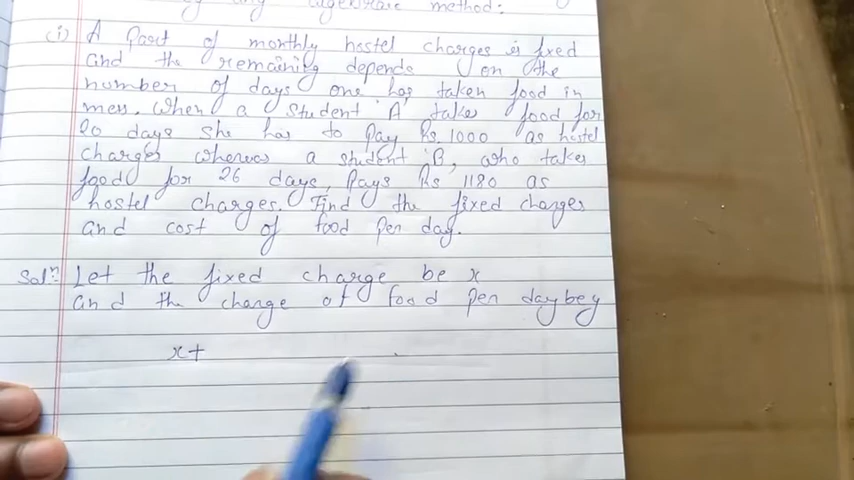 any algebraic method:
(i) A Part of monthly hostel charges is fixed
and the remaining depends on the
number of days one has taken food in
mess. When a student 'A' takes food for
20 days she has to pay Rs. 1000 as hostel
charges whereas a student 'B', who takes
food for 26 days, Pays Rs 1180 as
hostel charges. Find the fixed charges
and cost of food per day.
Solⁿ: Let the fixed charge be x
and the charge of food per day be y
x+